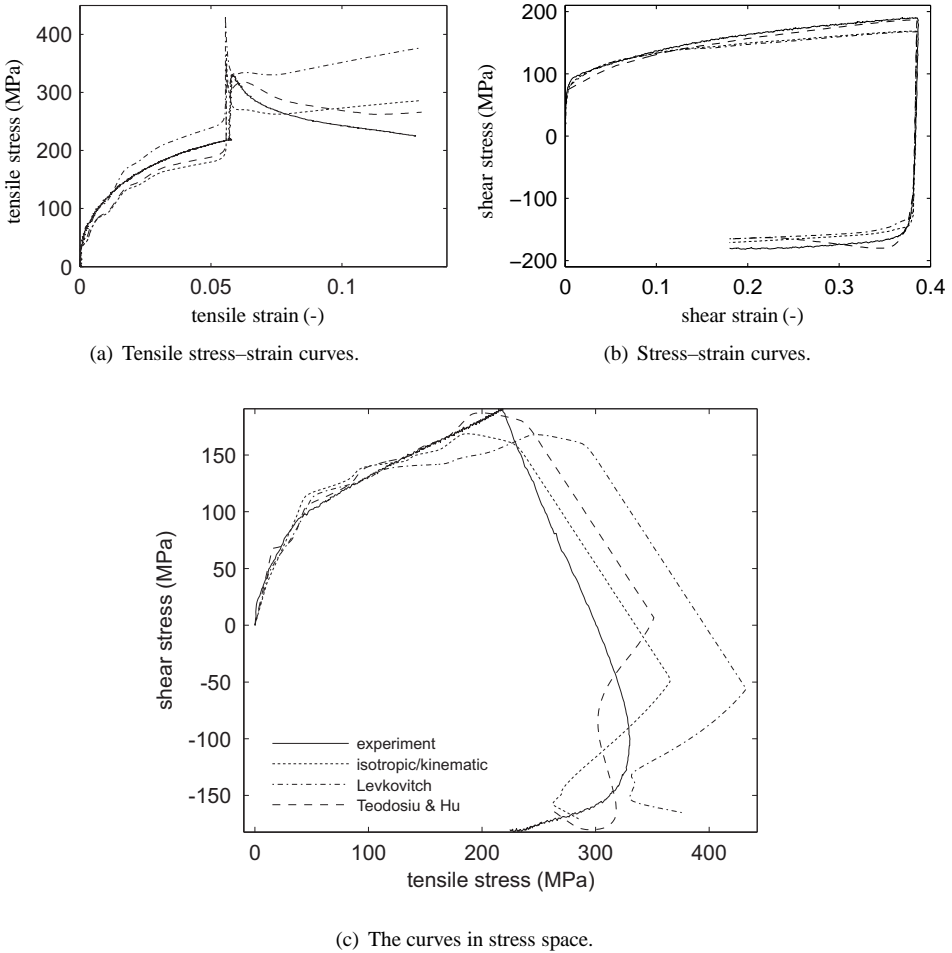 tensile stress (MPa)
400
300
200
100
0
0
0.05
0.1
tensile strain (-)
(a) Tensile stress–strain curves.
shear stress (MPa)
200
100
0
−100
−200
0
0.1
0.2
0.3
0.4
shear strain (-)
(b) Stress–strain curves.
shear stress (MPa)
150
100
50
0
-50
-100
-150
experiment
isotropic/kinematic
Levkovitch
Teodosiu & Hu
0
100
200
300
400
tensile stress (MPa)
(c) The curves in stress space.